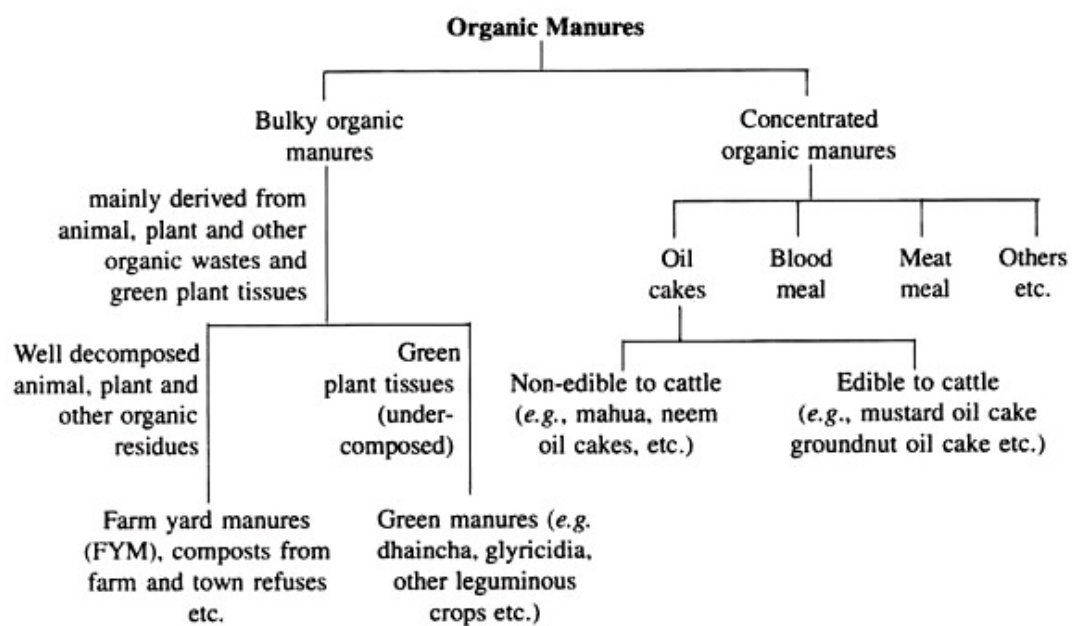 Organic Manures
Bulky organic
manures
Concentrated
organic manures
mainly derived from
animal, plant and other
organic wastes and
green plant tissues
Oil
cakes
Blood
meal
Meat
meal
Others
etc.
Well decomposed
animal, plant and
other organic
residues
Green
plant tissues
(under-
composed)
Non-edible to cattle
(e.g., mahua, neem
oil cakes, etc.)
Edible to cattle
(e.g., mustard oil cake
groundnut oil cake etc.)
Farm yard manures
(FYM), composts from
farm and town refuses
etc.
Green manures (e.g.
dhaincha, glyricidia,
other leguminous
crops etc.)